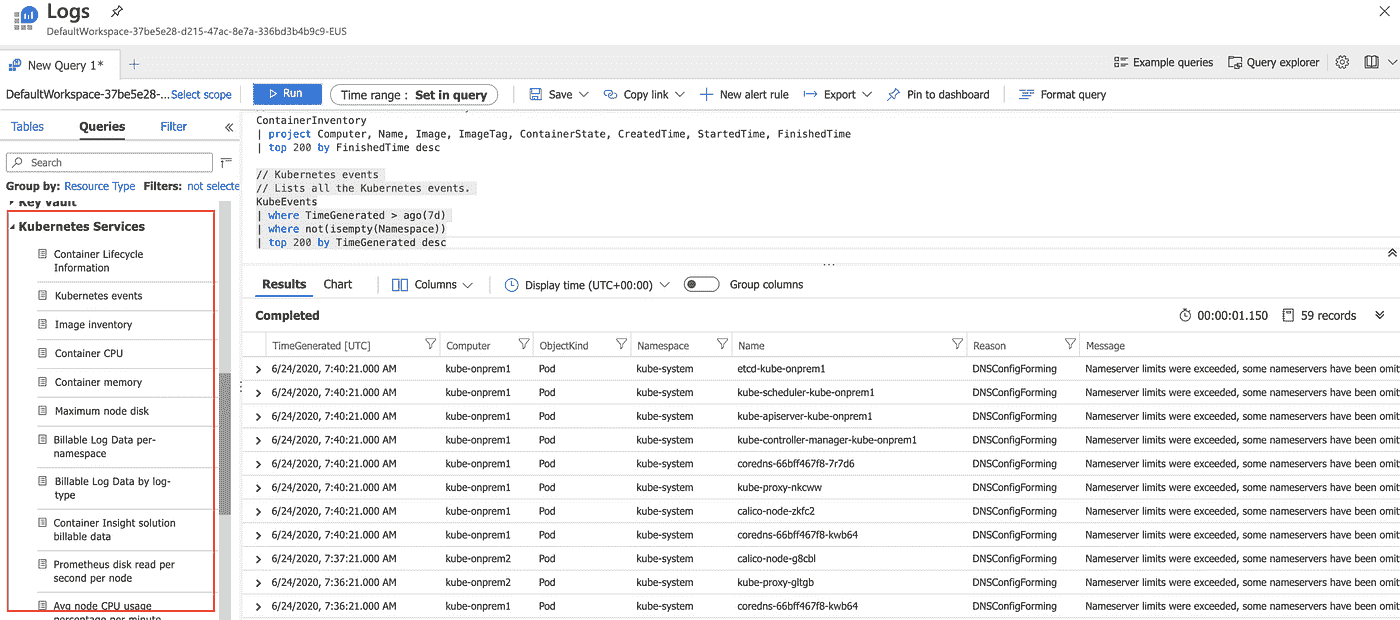 Logs
DefaultWorkspace-37be5e28-d215-47ac-8e7a-336bd3b4b9c9-EUS
New Query 1*
Example queries Query explorer
DefaultWorkspace-37be5e28-... Select scope
Run Time range : Set in query Save Copy link New alert rule Export Pin to dashboard Format query
Tables Queries Filter
Search
Group by: Resource Type Filters: not selecte
Key Vault
Kubernetes Services
Container Lifecycle
Information
Kubernetes events
Image inventory
Container CPU
Container memory
Maximum node disk
Billable Log Data per-
namespace
Billable Log Data by log-
type
Container Insight solution
billable data
Prometheus disk read per
second per node
Avg node CPU usage
percentage per minute
ContainerInventory
| project Computer, Name, Image, ImageTag, ContainerState, CreatedTime, StartedTime, FinishedTime
| top 200 by FinishedTime desc
// Kubernetes events
// Lists all the Kubernetes events.
KubeEvents
| where TimeGenerated > ago(7d)
| where not(isempty(Namespace))
| top 200 by TimeGenerated desc
Results Chart Columns Display time (UTC+00:00) Group columns
Completed 00:00:01.150 59 records
TimeGenerated [UTC] Computer ObjectKind Namespace Name Reason Message
6/24/2020, 7:40:21.000 AM kube-onprem1 Pod kube-system etcd-kube-onprem1 DNSConfigForming Nameserver limits were exceeded, some nameservers have been omit
6/24/2020, 7:40:21.000 AM kube-onprem1 Pod kube-system kube-scheduler-kube-onprem1 DNSConfigForming Nameserver limits were exceeded, some nameservers have been omit
6/24/2020, 7:40:21.000 AM kube-onprem1 Pod kube-system kube-apiserver-kube-onprem1 DNSConfigForming Nameserver limits were exceeded, some nameservers have been omit
6/24/2020, 7:40:21.000 AM kube-onprem1 Pod kube-system kube-controller-manager-kube-onprem1 DNSConfigForming Nameserver limits were exceeded, some nameservers have been omit
6/24/2020, 7:40:21.000 AM kube-onprem1 Pod kube-system coredns-66bff467f8-7r7d6 DNSConfigForming Nameserver limits were exceeded, some nameservers have been omit
6/24/2020, 7:40:21.000 AM kube-onprem1 Pod kube-system kube-proxy-nkcww DNSConfigForming Nameserver limits were exceeded, some nameservers have been omit
6/24/2020, 7:40:21.000 AM kube-onprem1 Pod kube-system calico-node-zkfc2 DNSConfigForming Nameserver limits were exceeded, some nameservers have been omit
6/24/2020, 7:40:21.000 AM kube-onprem1 Pod kube-system coredns-66bff467f8-kwb64 DNSConfigForming Nameserver limits were exceeded, some nameservers have been omit
6/24/2020, 7:37:21.000 AM kube-onprem2 Pod kube-system calico-node-g8cbl DNSConfigForming Nameserver limits were exceeded, some nameservers have been omit
6/24/2020, 7:36:21.000 AM kube-onprem2 Pod kube-system kube-proxy-gltgb DNSConfigForming Nameserver limits were exceeded, some nameservers have been omit
6/24/2020, 7:36:21.000 AM kube-onprem1 Pod kube-system coredns-66bff467f8-kwb64 DNSConfigForming Nameserver limits were exceeded, some nameservers have been omit